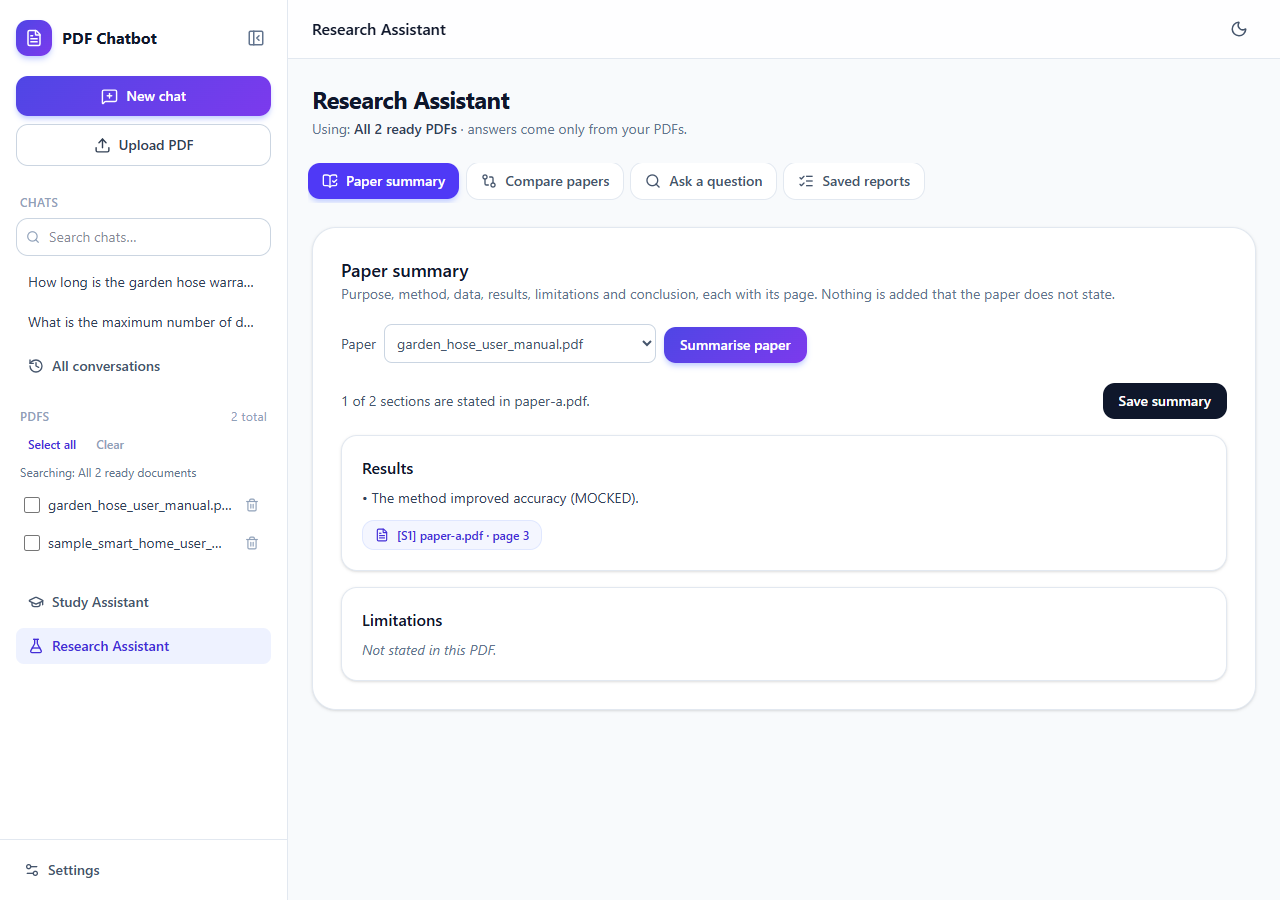 PDF Chatbot
New chat
Upload PDF
CHATS
Search chats...
How long is the garden hose warra...
What is the maximum number of d...
All conversations
PDFS 2 total
Select all Clear
Searching: All 2 ready documents
garden_hose_user_manual.p...
sample_smart_home_user_...
Study Assistant
Research Assistant
Settings
Research Assistant
Research Assistant
Using: All 2 ready PDFs · answers come only from your PDFs.
Paper summary Compare papers Ask a question Saved reports
Paper summary
Purpose, method, data, results, limitations and conclusion, each with its page. Nothing is added that the paper does not state.
Paper garden_hose_user_manual.pdf Summarise paper
1 of 2 sections are stated in paper-a.pdf. Save summary
Results
• The method improved accuracy (MOCKED).
[S1] paper-a.pdf · page 3
Limitations
Not stated in this PDF.